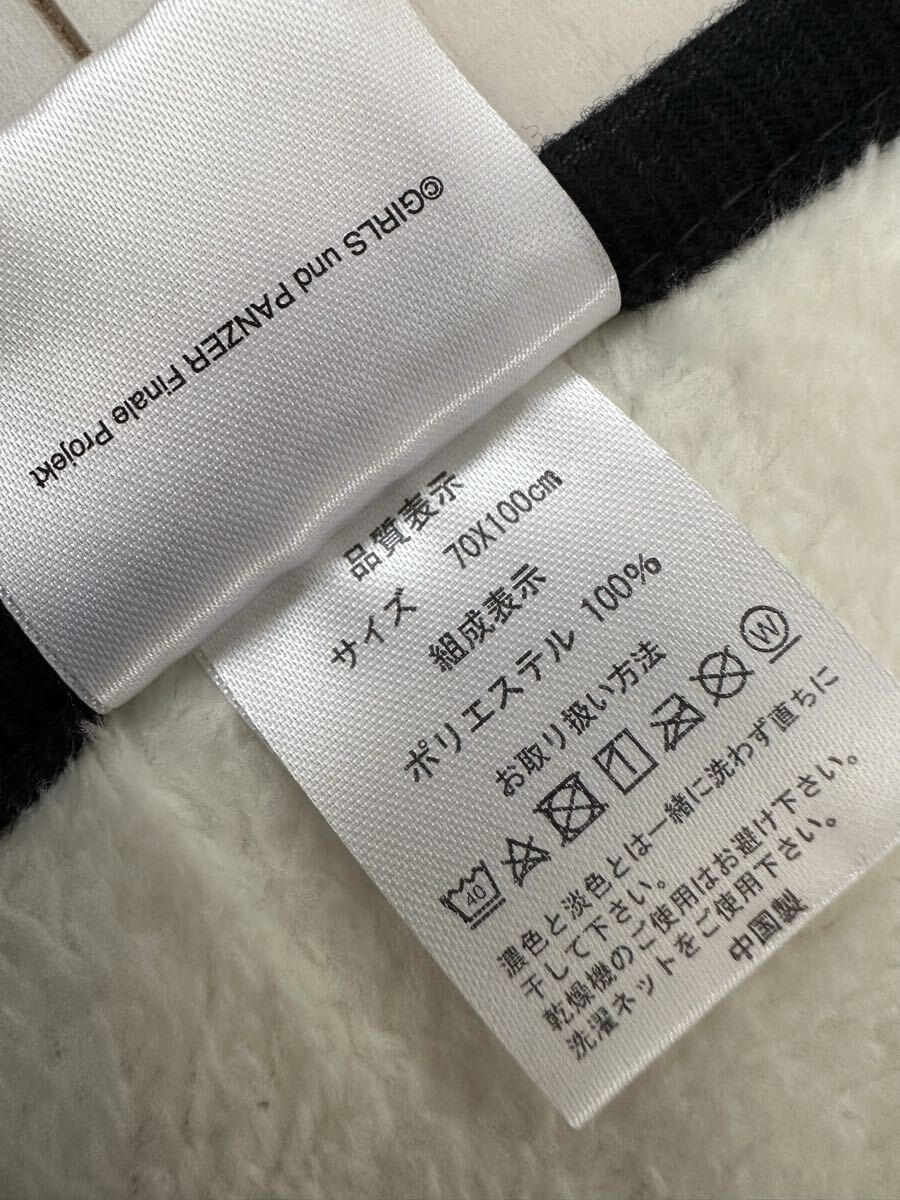 ©GIRLS und PANZER Finale Projekt
品質表示
サイズ 70X100cm
組成表示
ポリエステル 100%
お取り扱い方法
40 W
濃色と淡色とは一緒に洗わず直ちに
干して下さい。
乾燥機のご使用はお避け下さい。
洗濯ネットをご使用下さい。
中国製